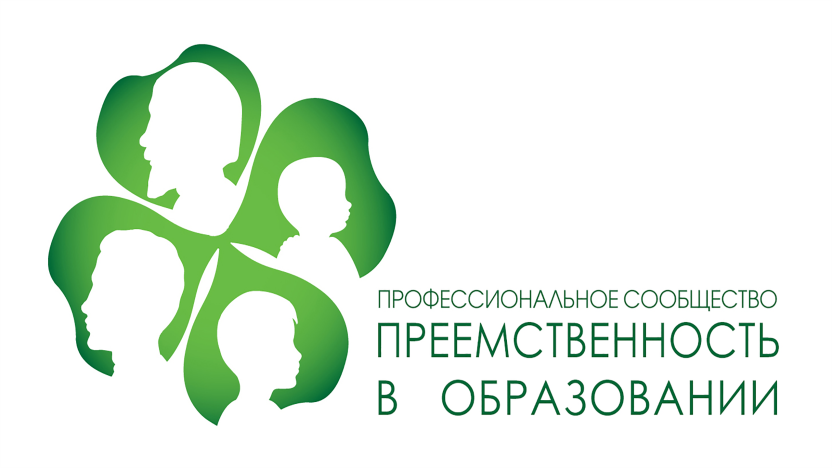 ПРОФЕССИОНАЛЬНОЕ СООБЩЕСТВО
ПРЕЕМСТВЕННОСТЬ
В ОБРАЗОВАНИИ